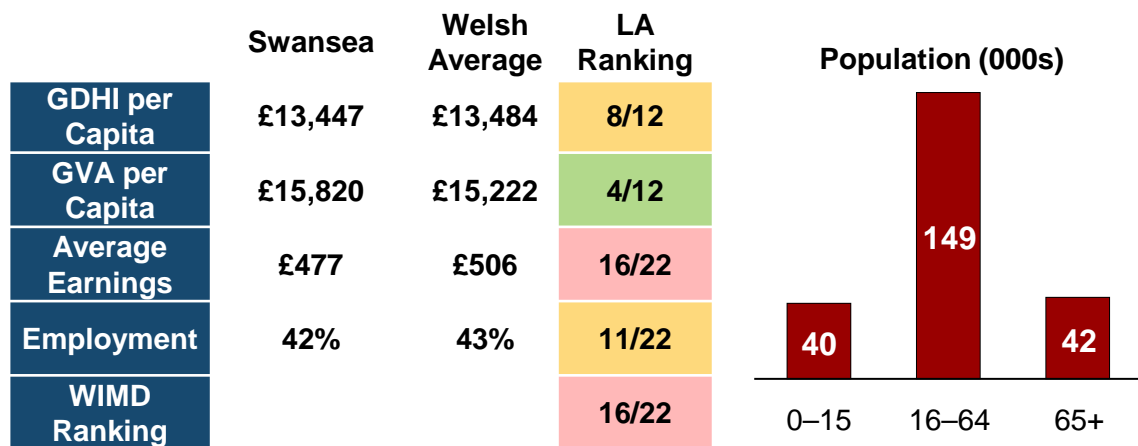 Swansea
Welsh
Average
LA
Ranking
GDHI per
Capita
£13,447
£13,484
8/12
GVA per
Capita
£15,820
£15,222
4/12
Average
Earnings
£477
£506
16/22
Employment
42%
43%
11/22
WIMD
Ranking
16/22
Population (000s)
40
149
42
0–15
16–64
65+